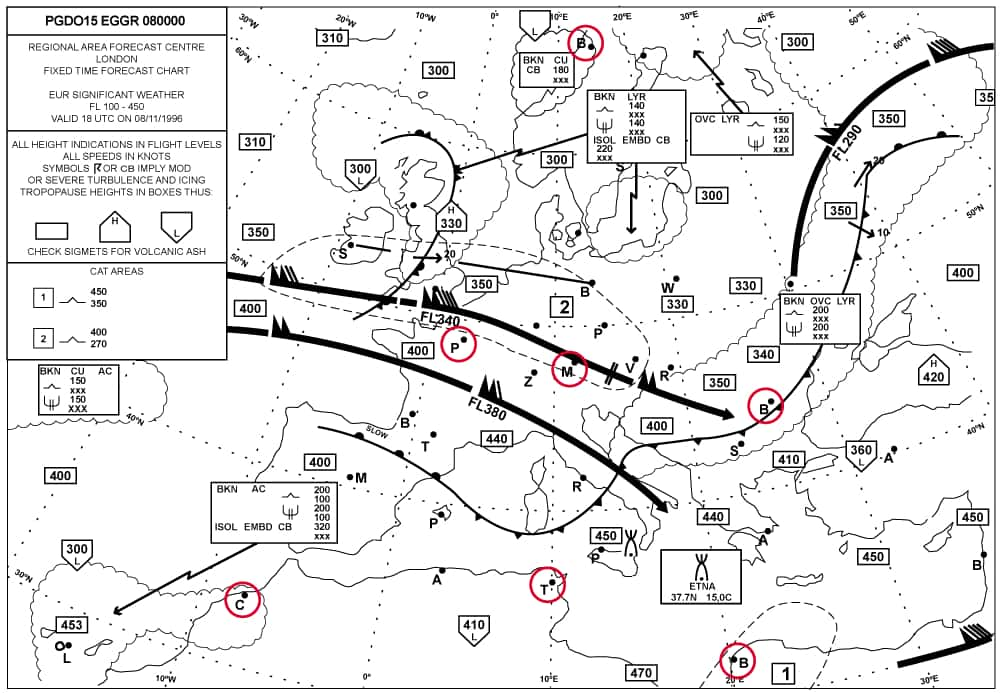 PGDO15 EGGR 080000
REGIONAL AREA FORECAST CENTRE
LONDON
FIXED TIME FORECAST CHART
EUR SIGNIFICANT WEATHER
FL 100 - 450
VALID 18 UTC ON 08/11/1996
ALL HEIGHT INDICATIONS IN FLIGHT LEVELS
ALL SPEEDS IN KNOTS
SYMBOLS OR CB IMPLY MOD
OR SEVERE TURBULENCE AND ICING
TROPOPAUSE HEIGHTS IN BOXES THUS:
H
L
CHECK SIGMETS FOR VOLCANIC ASH
CAT AREAS
1 450
350
2 400
270
30°W
20°W
10°W
0°
10°E
20°E
30°E
40°E
50°E
60°N
60°N
310
300
300
310
350
B
BKN CU
CB 180
xxx
L
BKN LYR
140
xxx
140
xxx
ISOL EMBD CB
220
xxx
S
OVC LYR 150
xxx
120
xxx
35
350
FL290
20
300
L
300
300
H
330
350
10
50°N
50°N
S
20
350
B
W
330
330
400
400
2
BKN OVC LYR
200
xxx
200
xxx
FL340
P
P
400
M
V
R
Z
340
350
H
420
BKN CU AC
150
xxx
150
XXX
FL380
B
B
40°N
40°N
SLOW
T
440
400
S
400
400
M
410
360
L
A
R
BKN AC 200
100
200
100
ISOL EMBD CB 320
xxx
P
440
450
450
A
P
450
B
300
L
ETNA
37.7N 15,0C
30°N
A
T
C
453
L
410
L
B
470
1
10°W
0°
10°E
20°E
30°E